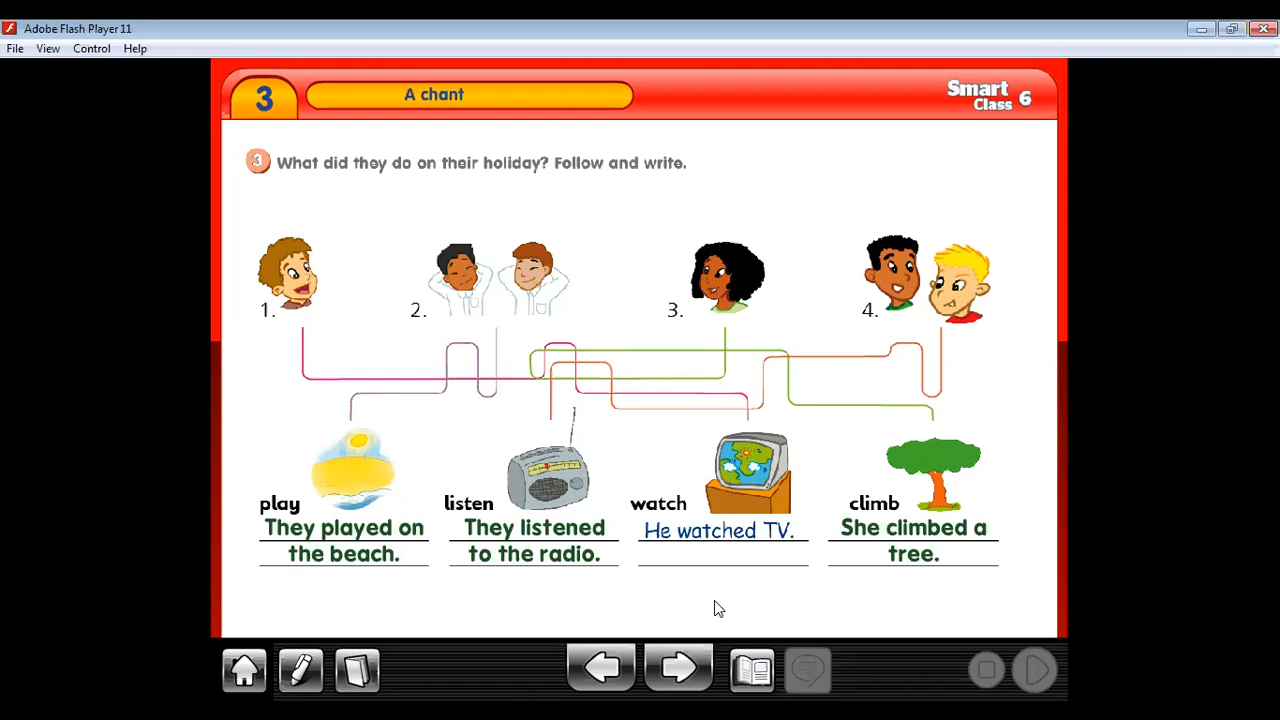 Adobe Flash Player 11
File View Control Help
3 A chant Smart
Class 6
3 What did they do on their holiday? Follow and write.
1. 2. 3. 4.
play listen watch climb
They played on
the beach.
They listened
to the radio.
He watched TV.
She climbed a
tree.